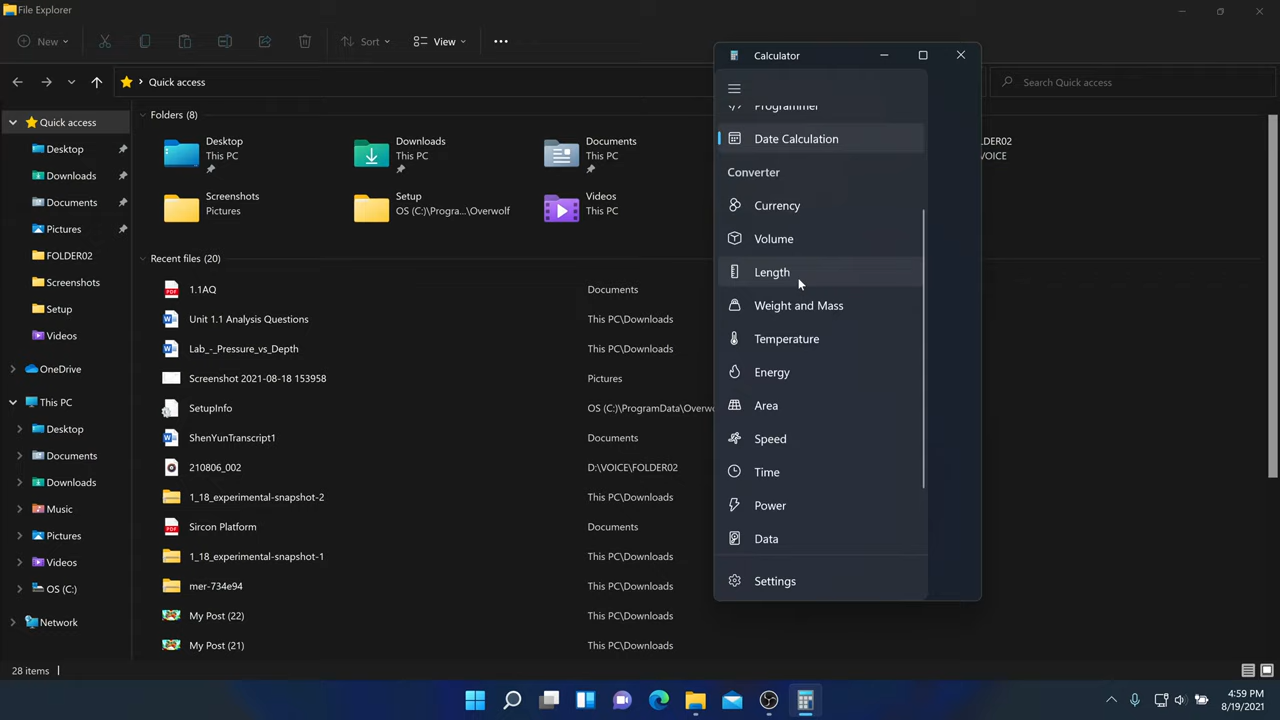 File Explorer
New
Sort
View
Quick access
Search Quick access
Quick access
Desktop
Downloads
Documents
Pictures
FOLDER02
Screenshots
Setup
Videos
OneDrive
This PC
Desktop
Documents
Downloads
Music
Pictures
Videos
OS (C:)
Network
Folders (8)
Desktop
This PC
Downloads
This PC
Documents
This PC
LDER02
VOICE
Screenshots
Pictures
Setup
OS (C:)\Progra...\Overwolf
Videos
This PC
Recent files (20)
1.1AQ Documents
Unit 1.1 Analysis Questions This PC\Downloads
Lab_-_Pressure_vs_Depth This PC\Downloads
Screenshot 2021-08-18 153958 Pictures
SetupInfo OS (C:)\ProgramData\Overwo
ShenYunTranscript1 Documents
210806_002 D:\VOICE\FOLDER02
1_18_experimental-snapshot-2 This PC\Downloads
Sircon Platform Documents
1_18_experimental-snapshot-1 This PC\Downloads
mer-734e94 This PC\Downloads
My Post (22) This PC\Downloads
My Post (21) This PC\Downloads
28 items
Calculator
Programmer
Date Calculation
Converter
Currency
Volume
Length
Weight and Mass
Temperature
Energy
Area
Speed
Time
Power
Data
Settings
4:59 PM
8/19/2021